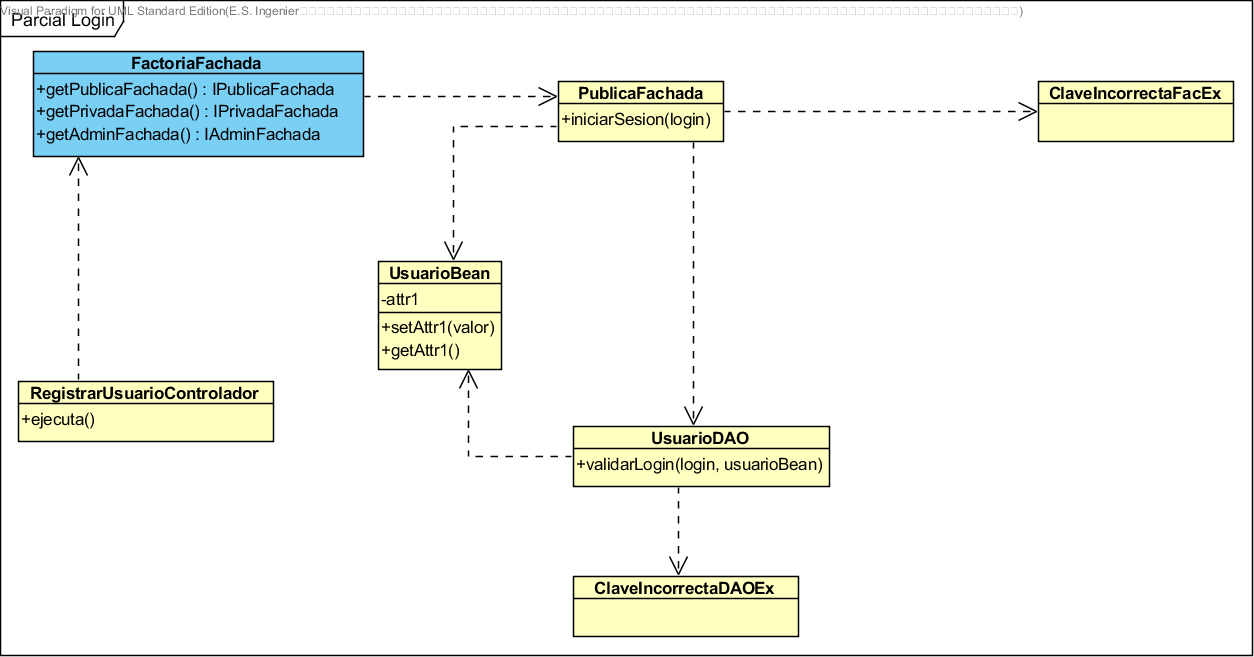 Visual Paradigm for UML Standard Edition(E.S. Ingenier
Parcial Login
FactoriaFachada
+getPublicaFachada() : IPublicaFachada
+getPrivadaFachada() : IPrivadaFachada
+getAdminFachada() : IAdminFachada
PublicaFachada
+iniciarSesion(login)
ClaveIncorrectaFacEx
UsuarioBean
-attr1
+setAttr1(valor)
+getAttr1()
RegistrarUsuarioControlador
+ejecuta()
UsuarioDAO
+validarLogin(login, usuarioBean)
ClaveIncorrectaDAOEx